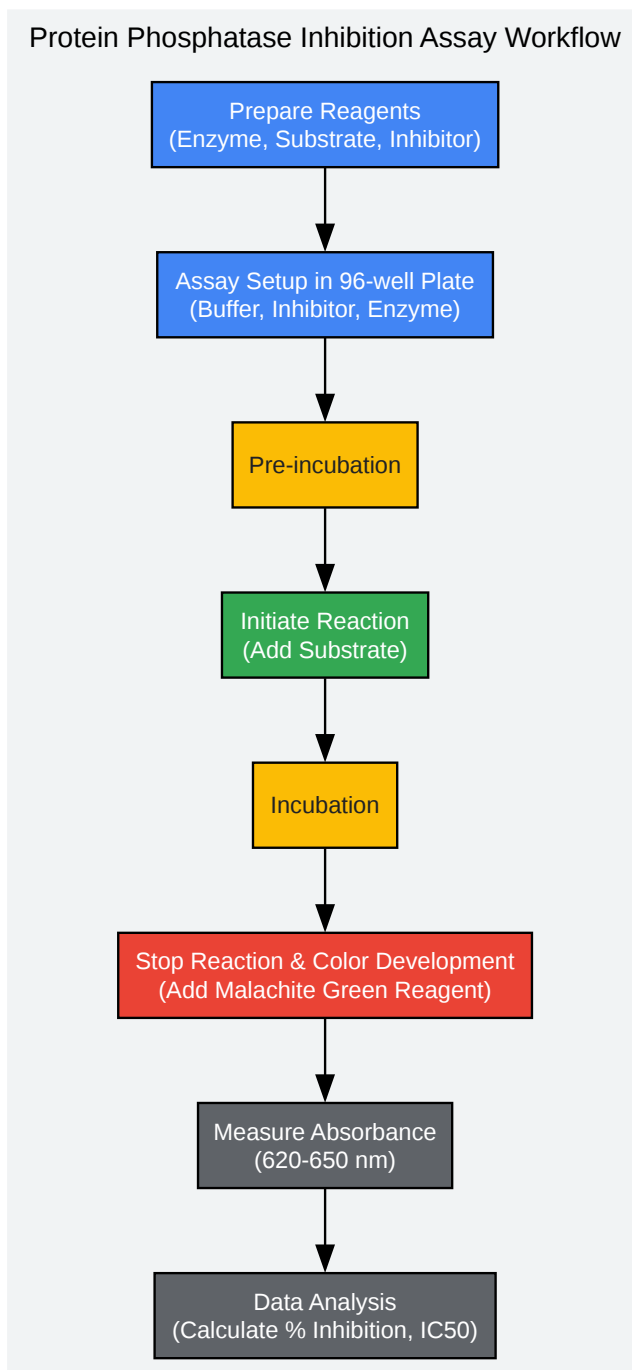 Protein Phosphatase Inhibition Assay Workflow
Prepare Reagents
(Enzyme, Substrate, Inhibitor)
Assay Setup in 96-well Plate
(Buffer, Inhibitor, Enzyme)
Pre-incubation
Initiate Reaction
(Add Substrate)
Incubation
Stop Reaction & Color Development
(Add Malachite Green Reagent)
Measure Absorbance
(620-650 nm)
Data Analysis
(Calculate % Inhibition, IC50)